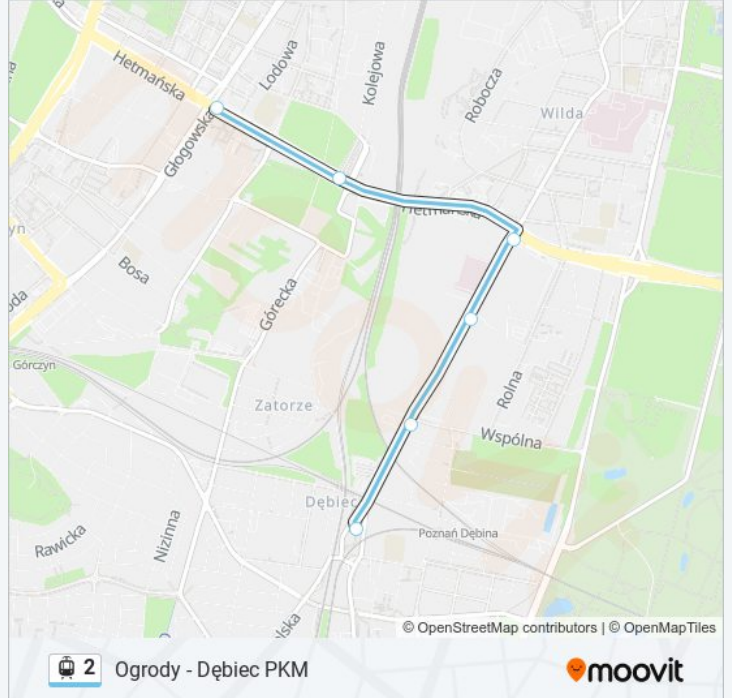 Hetmańska
Lodowa
Kolejowa
Robocza
Wilda
Głogowska
Hetmańska
Bosa
Górecka
Górczyn
Zatorze
Rolna
Wspólna
Dębiec
Poznań Dębina
Rawicka
Nizinna
© OpenStreetMap contributors | © OpenMapTiles
2 Ogrody - Dębiec PKM
moovit